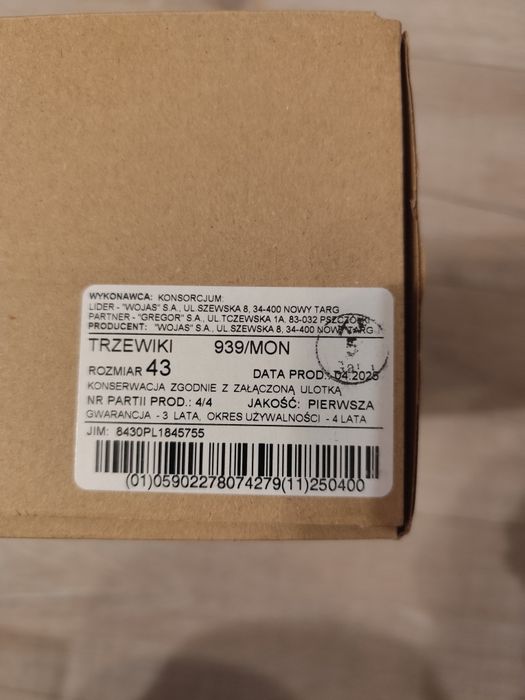 WYKONAWCA: KONSORCJUM:
LIDER - "WOJAS" S.A., UL SZEWSKA 8, 34-400 NOWY TARG
PARTNER - "GREGOR" S.A., UL.TCZEWSKA 1A, 83-032 PSZCZÓŁKI
PRODUCENT: "WOJAS" S.A., UL SZEWSKA 8, 34-400 NOWY TARG
TRZEWIKI 939/MON
ROZMIAR 43 DATA PROD.: 04.2025
KONSERWACJA ZGODNIE Z ZAŁĄCZONĄ ULOTKĄ
NR PARTII PROD.: 4/4 JAKOŚĆ: PIERWSZA
GWARANCJA - 3 LATA, OKRES UŻYWALNOŚCI - 4 LATA
JIM: 8430PL1845755
(01)05902278074279(11)250400